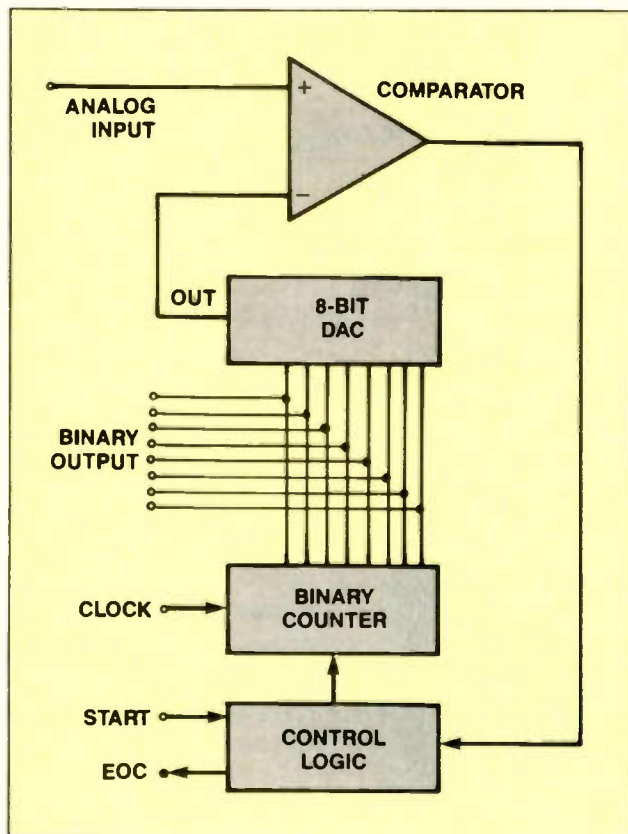 ANALOG
INPUT
+
COMPARATOR
−
OUT
8-BIT
DAC
BINARY
OUTPUT
CLOCK
BINARY
COUNTER
START
CONTROL
LOGIC
EOC